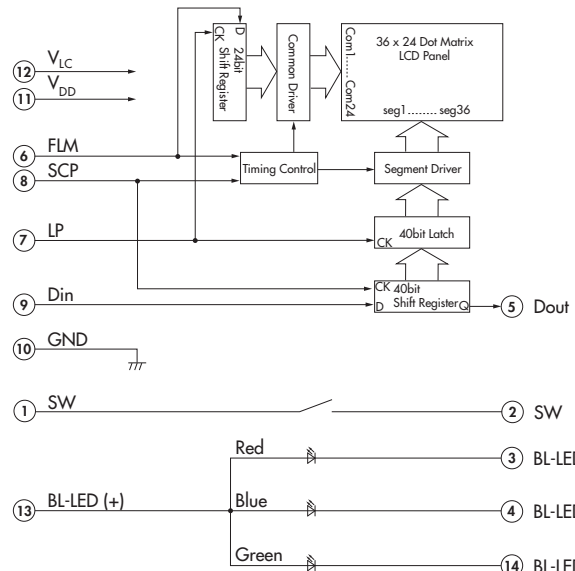 D
CK
24bit
Shift Register
Common Driver
Com1..... Com24
36 x 24 Dot Matrix
LCD Panel
seg1........ seg36
12 VLC
11 VDD
6 FLM
8 SCP
Timing Control
Segment Driver
7 LP
40bit Latch
CK
9 Din
CK 40bit
D Shift Register Q
5 Dout
10 GND
1 SW
2 SW
Red
3 BL-LED
13 BL-LED (+)
Blue
4 BL-LED
Green
14 BL-LED